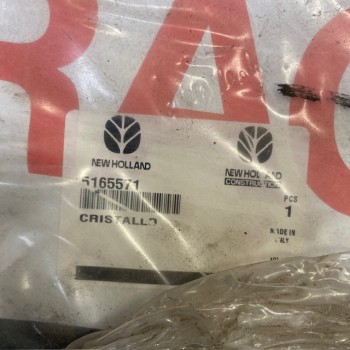 RAC
NEW HOLLAND
NEW HOLLAND
CONSTRUCTION
5165571
PCS
1
CRISTALLO
MADE IN
ITALY